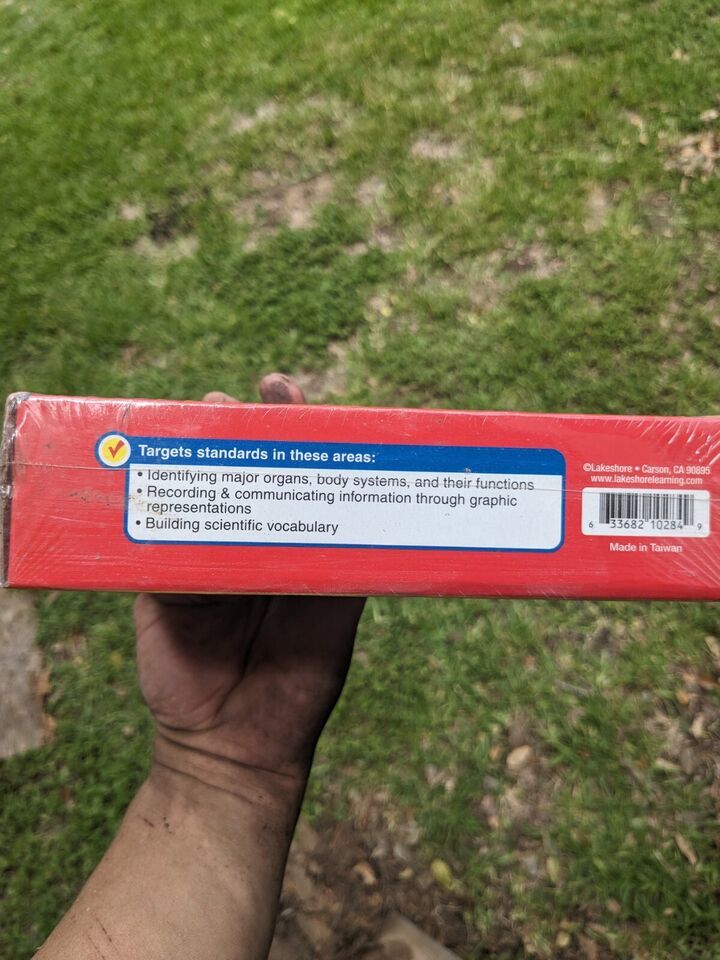 Targets standards in these areas:
• Identifying major organs, body systems, and their functions
• Recording & communicating information through graphic
representations
• Building scientific vocabulary
©Lakeshore • Carson, CA 90895
www.lakeshorelearning.com
6 33682 10284 9
Made in Taiwan